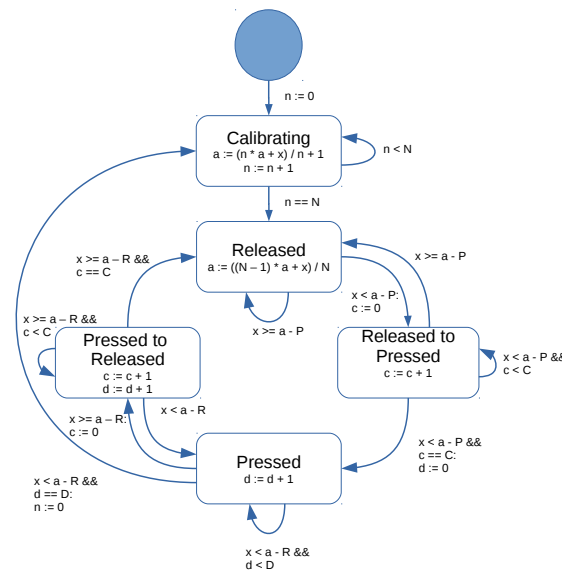 n := 0
Calibrating
a := (n * a + x) / n + 1
n := n + 1
n < N
n == N
Released
a := ((N – 1) * a + x) / N
x >= a – R &&
c == C
x >= a - P
x < a - P:
c := 0
x >= a - P
x >= a – R &&
c < C
Pressed to
Released
c := c + 1
d := d + 1
Released to
Pressed
c := c + 1
x < a - P &&
c < C
x >= a – R:
c := 0
x < a - R
x < a - P &&
c == C:
d := 0
Pressed
d := d + 1
x < a - R &&
d == D:
n := 0
x < a - R &&
d < D